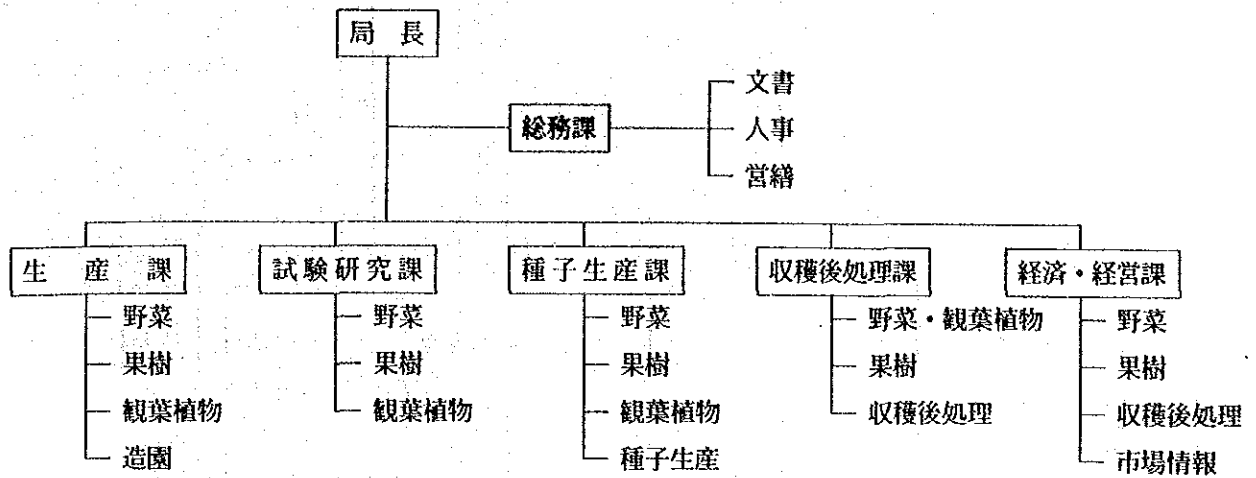 局長
文書
総務課
人事
営繕
生産課
試験研究課
種子生産課
収穫後処理課
経済・経営課
野菜
果樹
観葉植物
造園
野菜
果樹
観葉植物
野菜
果樹
観葉植物
種子生産
野菜・観葉植物
果樹
収穫後処理
野菜
果樹
収穫後処理
市場情報